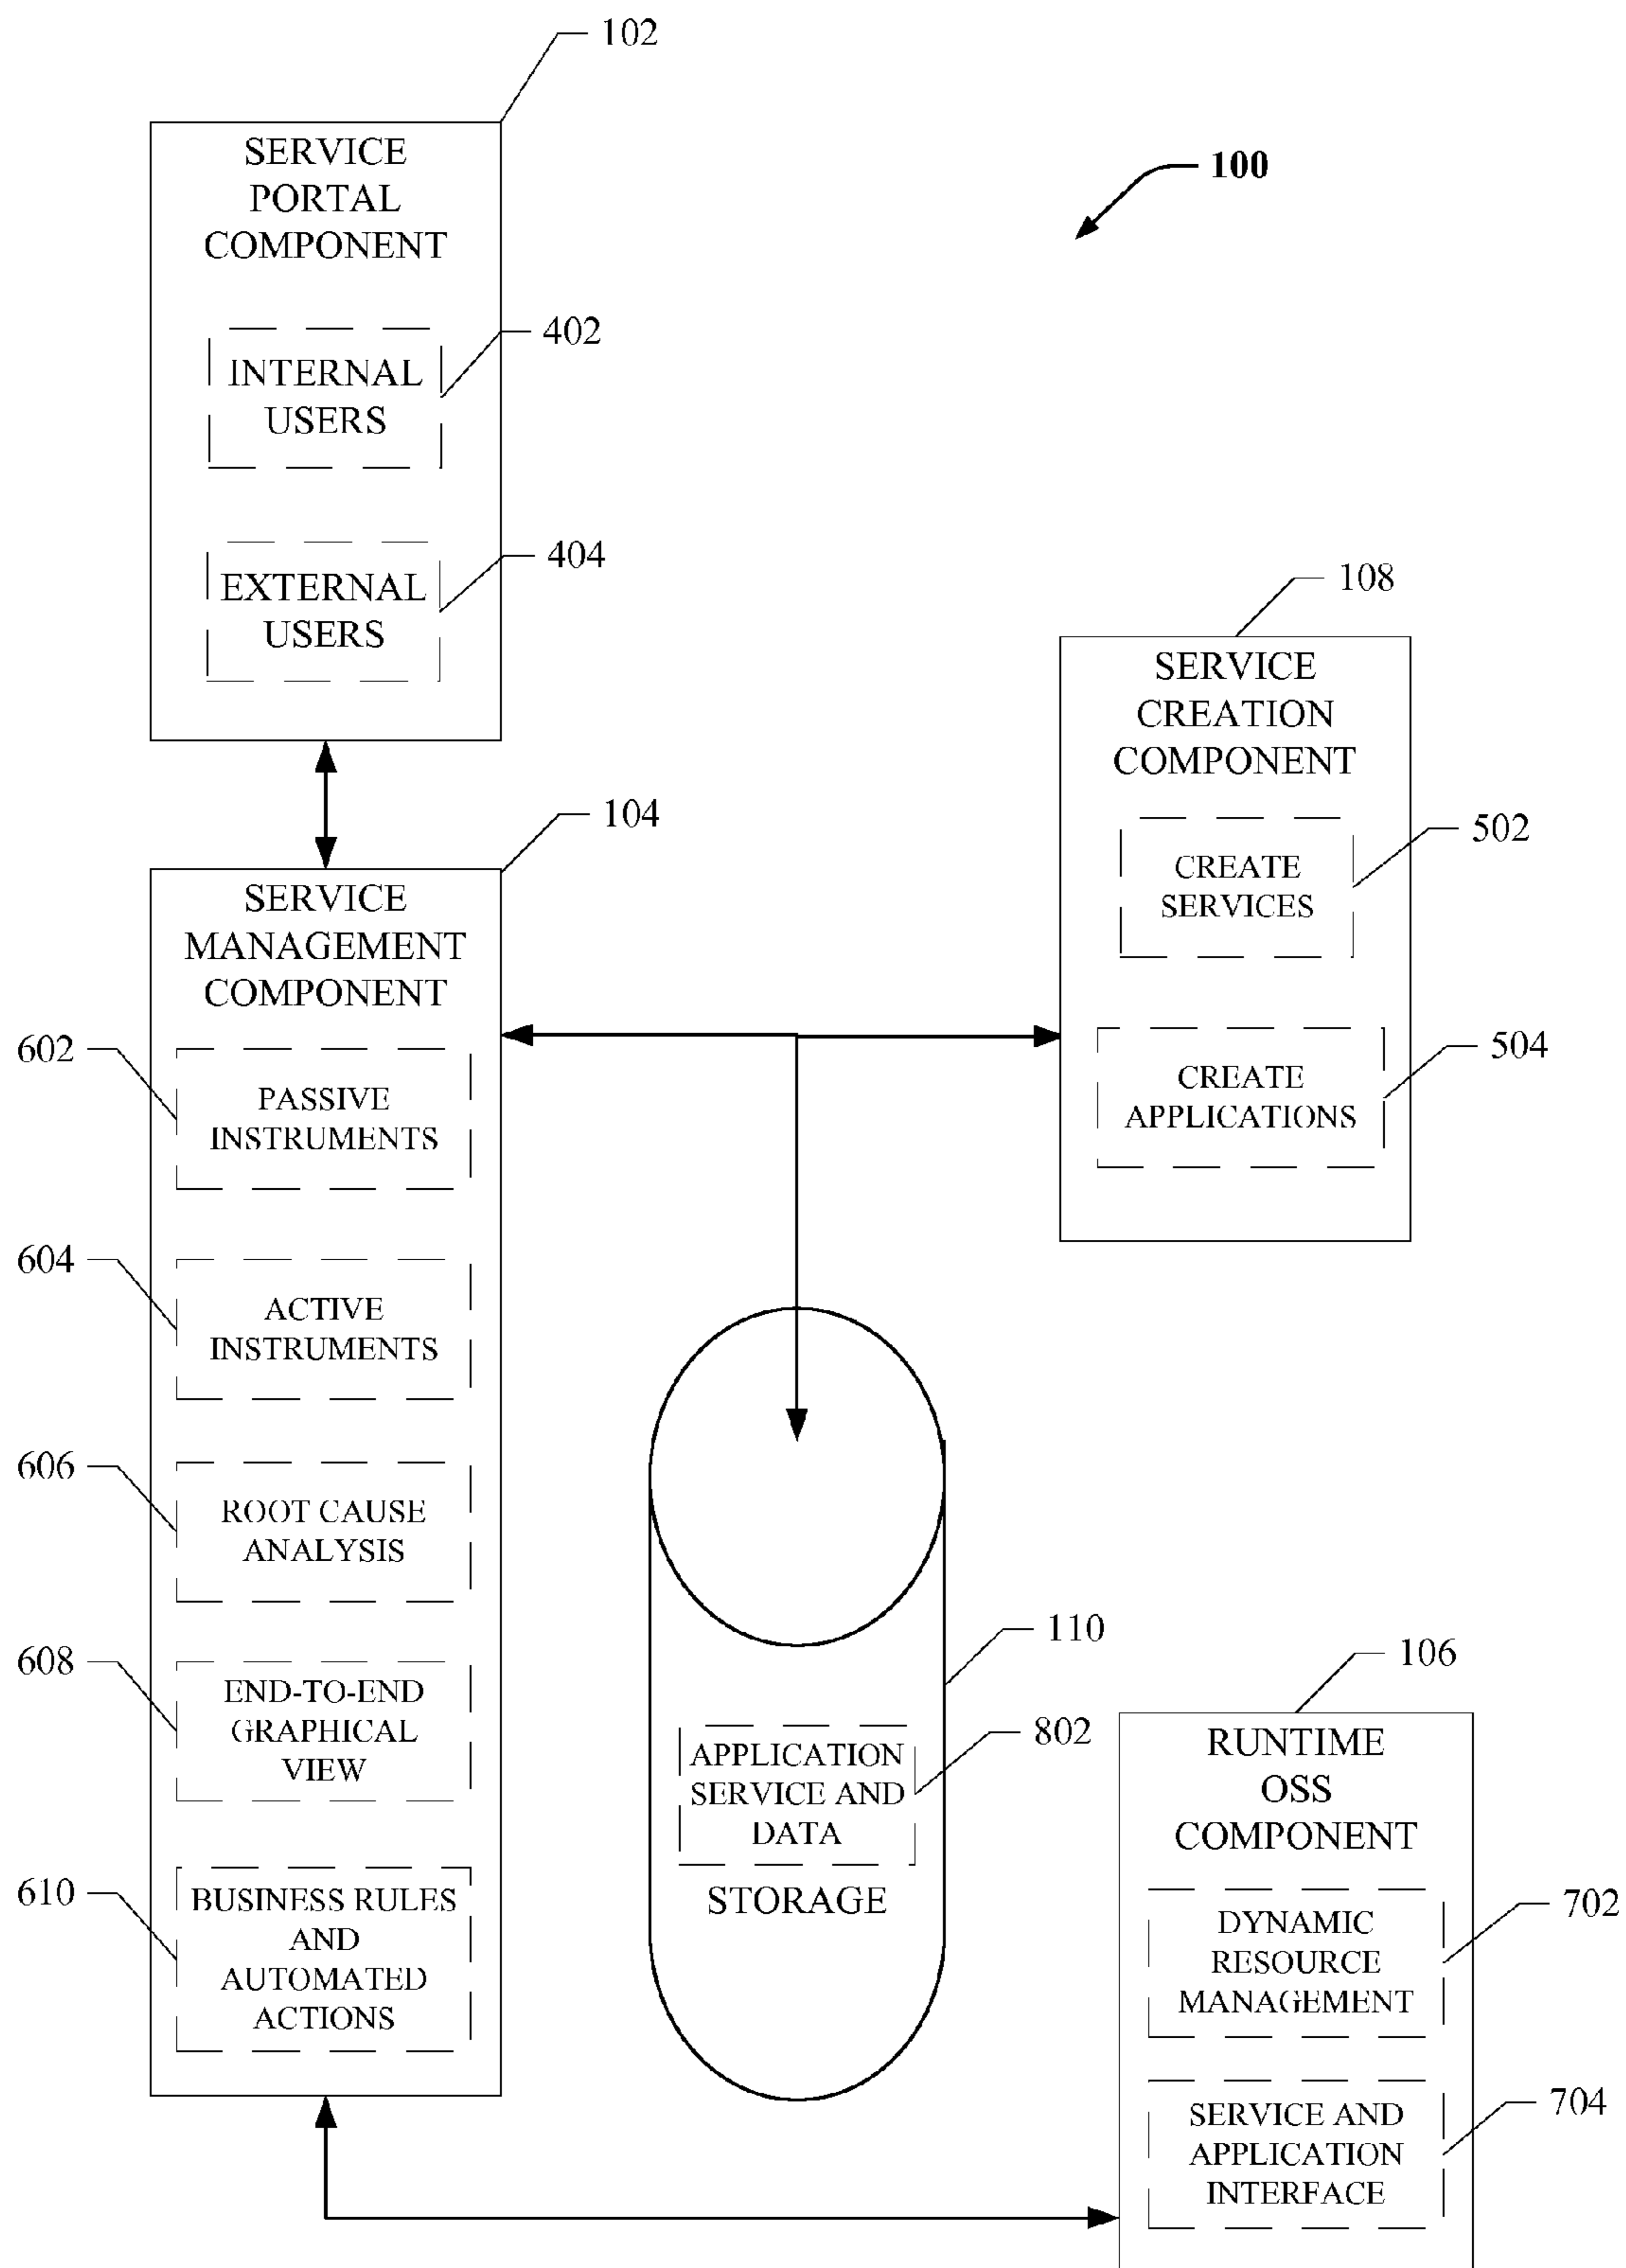 102
SERVICE
PORTAL
COMPONENT
100
INTERNAL
USERS
402
EXTERNAL
USERS
404
108
SERVICE
CREATION
COMPONENT
CREATE
SERVICES
502
CREATE
APPLICATIONS
504
104
SERVICE
MANAGEMENT
COMPONENT
602
PASSIVE
INSTRUMENTS
604
ACTIVE
INSTRUMENTS
606
ROOT CAUSE
ANALYSIS
608
END-TO-END
GRAPHICAL
VIEW
610
BUSINESS RULES
AND
AUTOMATED
ACTIONS
110
APPLICATION
SERVICE AND
DATA
802
STORAGE
106
RUNTIME
OSS
COMPONENT
DYNAMIC
RESOURCE
MANAGEMENT
702
SERVICE AND
APPLICATION
INTERFACE
704